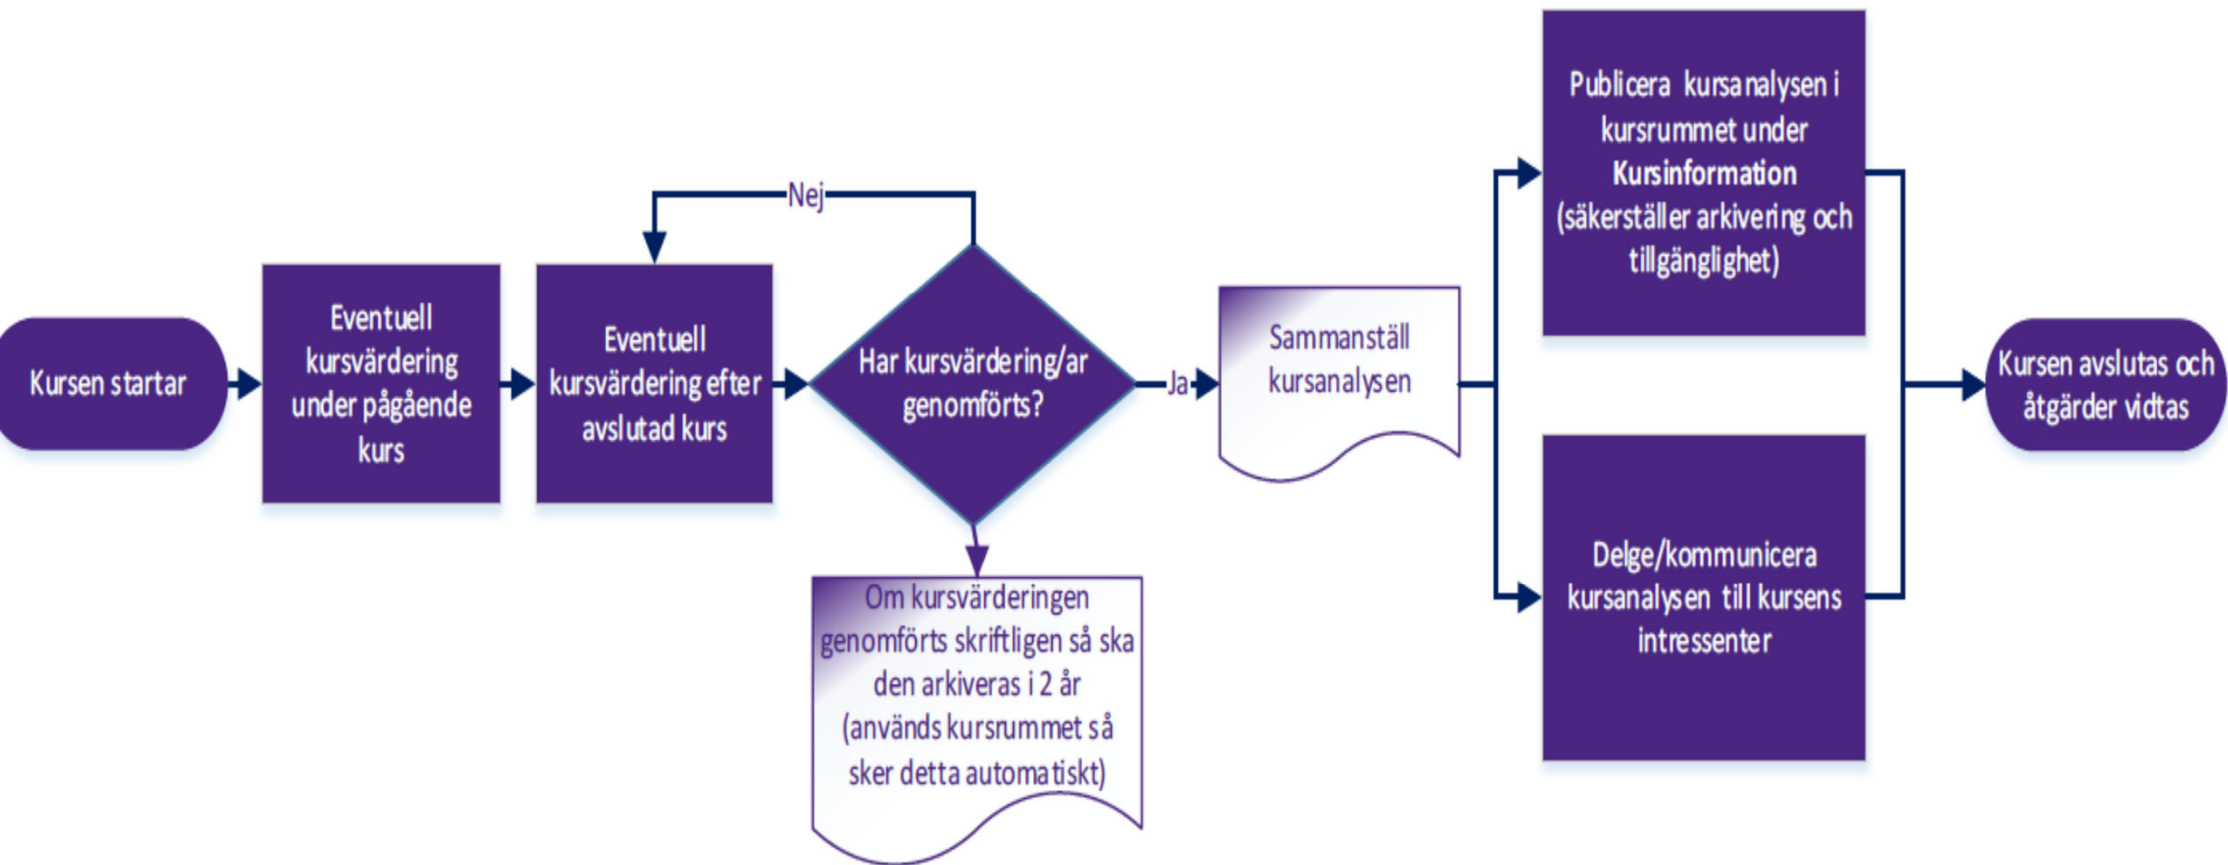 Kursen startar
Eventuell
kursvärdering
under pågående
kurs
Eventuell
kursvärdering efter
avslutad kurs
Nej
Har kursvärdering/ar
genomförts?
Om kursvärderingen
genomförts skriftligen så ska
den arkiveras i 2 år
(används kursrummet så
sker detta automatiskt)
Ja
Sammanställ
kursanalysen
Publicera kursanalysen i
kursrummet under
Kursinformation
(säkerställer arkivering och
tillgänglighet)
Delge/kommunicera
kursanalysen till kursens
intressenter
Kursen avslutas och
åtgärder vidtas